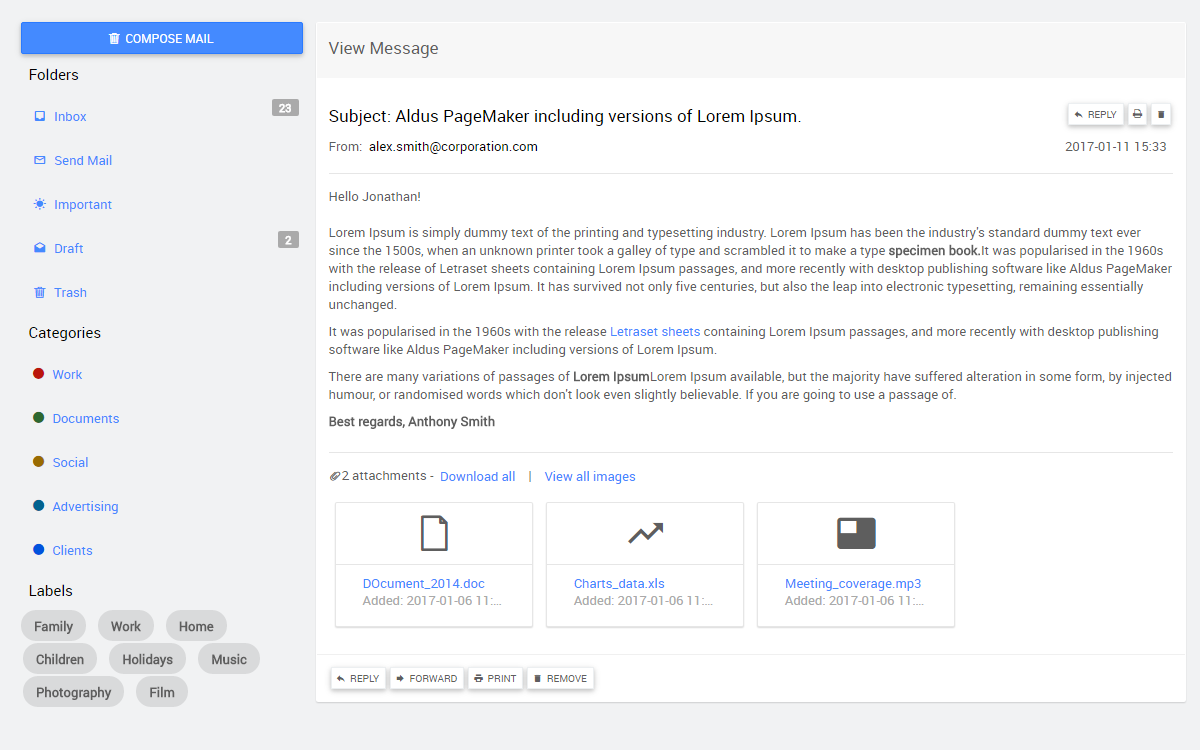 COMPOSE MAIL
Folders
Inbox
23
Send Mail
Important
Draft
2
Trash
Categories
Work
Documents
Social
Advertising
Clients
Labels
Family Work Home
Children Holidays Music
Photography Film
View Message
Subject: Aldus PageMaker including versions of Lorem Ipsum.
REPLY
From: alex.smith@corporation.com
2017-01-11 15:33
Hello Jonathan!
Lorem Ipsum is simply dummy text of the printing and typesetting industry. Lorem Ipsum has been the industry's standard dummy text ever
since the 1500s, when an unknown printer took a galley of type and scrambled it to make a type specimen book.It was popularised in the 1960s
with the release of Letraset sheets containing Lorem Ipsum passages, and more recently with desktop publishing software like Aldus PageMaker
including versions of Lorem Ipsum. It has survived not only five centuries, but also the leap into electronic typesetting, remaining essentially
unchanged.
It was popularised in the 1960s with the release Letraset sheets containing Lorem Ipsum passages, and more recently with desktop publishing
software like Aldus PageMaker including versions of Lorem Ipsum.
There are many variations of passages of Lorem IpsumLorem Ipsum available, but the majority have suffered alteration in some form, by injected
humour, or randomised words which don't look even slightly believable. If you are going to use a passage of.
Best regards, Anthony Smith
2 attachments - Download all | View all images
DOcument_2014.doc
Added: 2017-01-06 11:...
Charts_data.xls
Added: 2017-01-06 11:...
Meeting_coverage.mp3
Added: 2017-01-06 11:...
REPLY FORWARD PRINT REMOVE